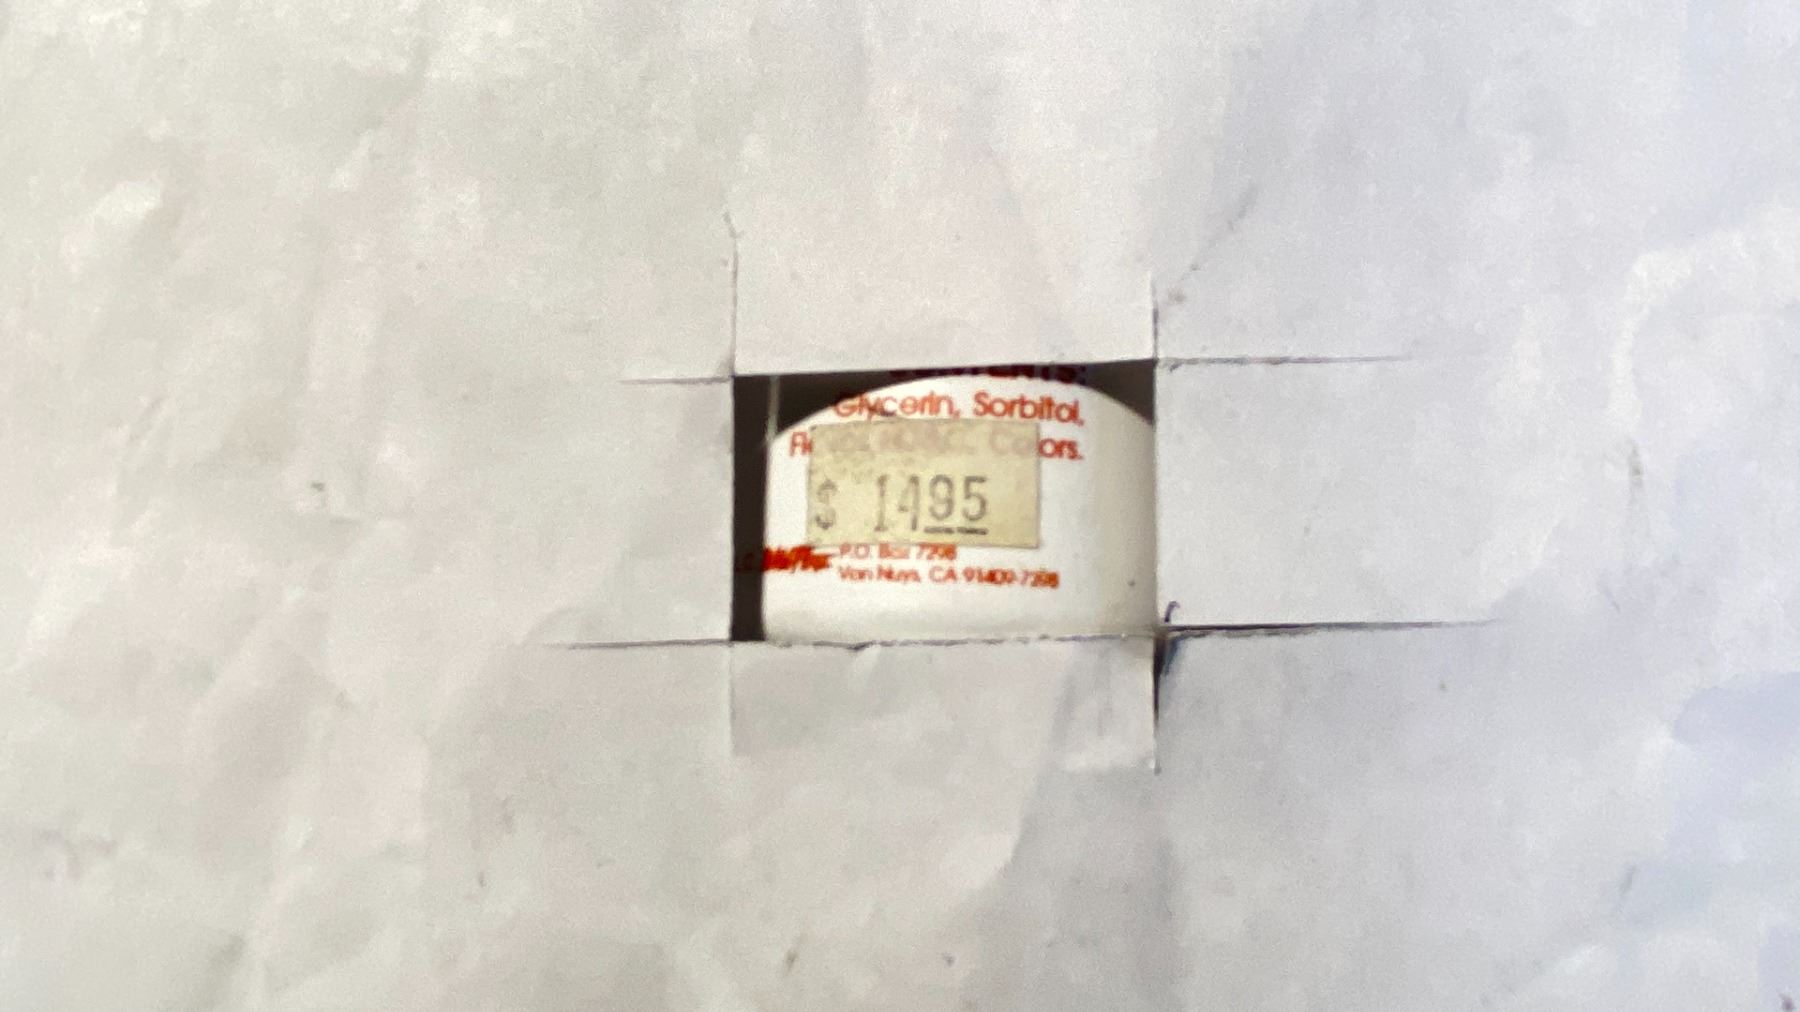 Glycerin, Sorbitol,
Colors.
$ 1495
P.O. Box 7298
Van Nuys, CA 91409-7298